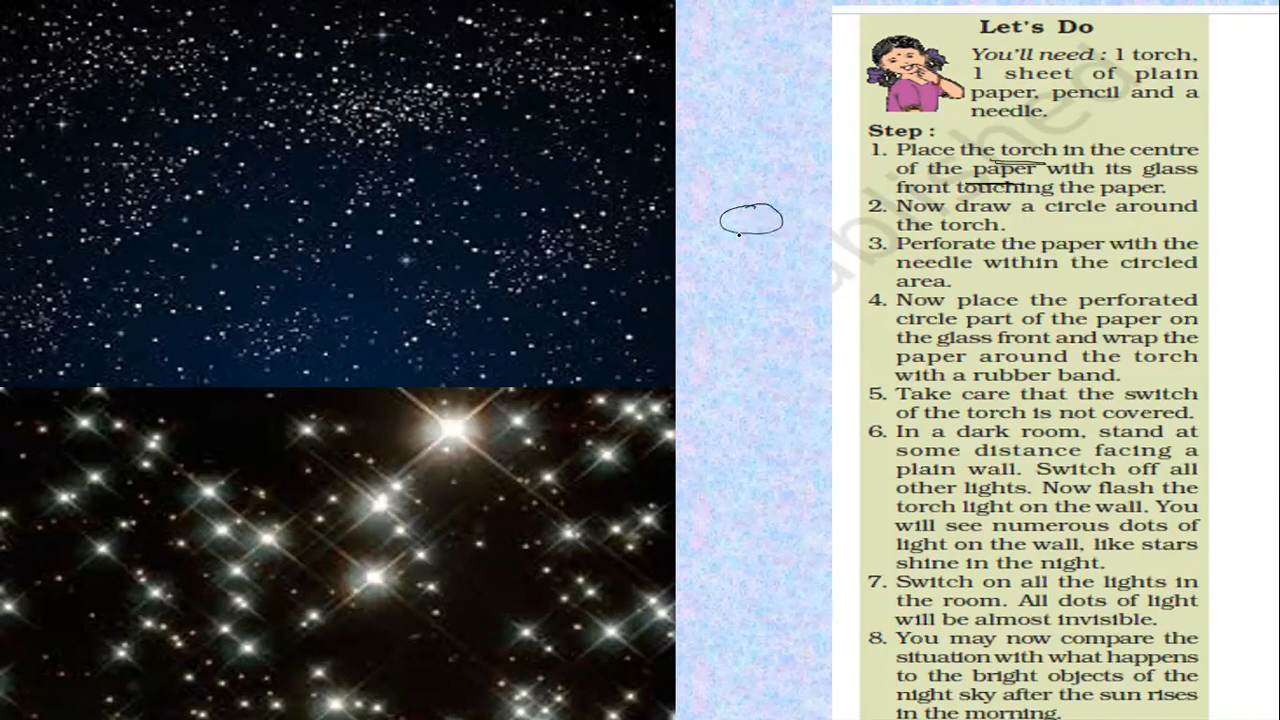 Let's Do
You'll need : 1 torch,
1 sheet of plain
paper, pencil and a
needle.
Step :
1. Place the torch in the centre
of the paper with its glass
front touching the paper.
2. Now draw a circle around
the torch.
3. Perforate the paper with the
needle within the circled
area.
4. Now place the perforated
circle part of the paper on
the glass front and wrap the
paper around the torch
with a rubber band.
5. Take care that the switch
of the torch is not covered.
6. In a dark room, stand at
some distance facing a
plain wall. Switch off all
other lights. Now flash the
torch light on the wall. You
will see numerous dots of
light on the wall, like stars
shine in the night.
7. Switch on all the lights in
the room. All dots of light
will be almost invisible.
8. You may now compare the
situation with what happens
to the bright objects of the
night sky after the sun rises
in the morning.